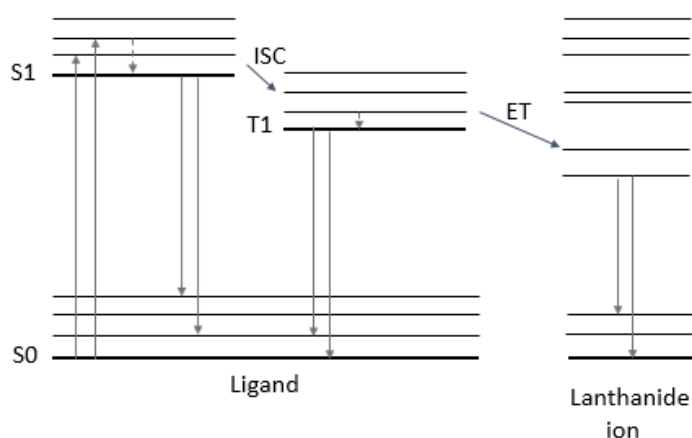 ISC
S1
ET
T1
S0
Ligand
Lanthanide
ion